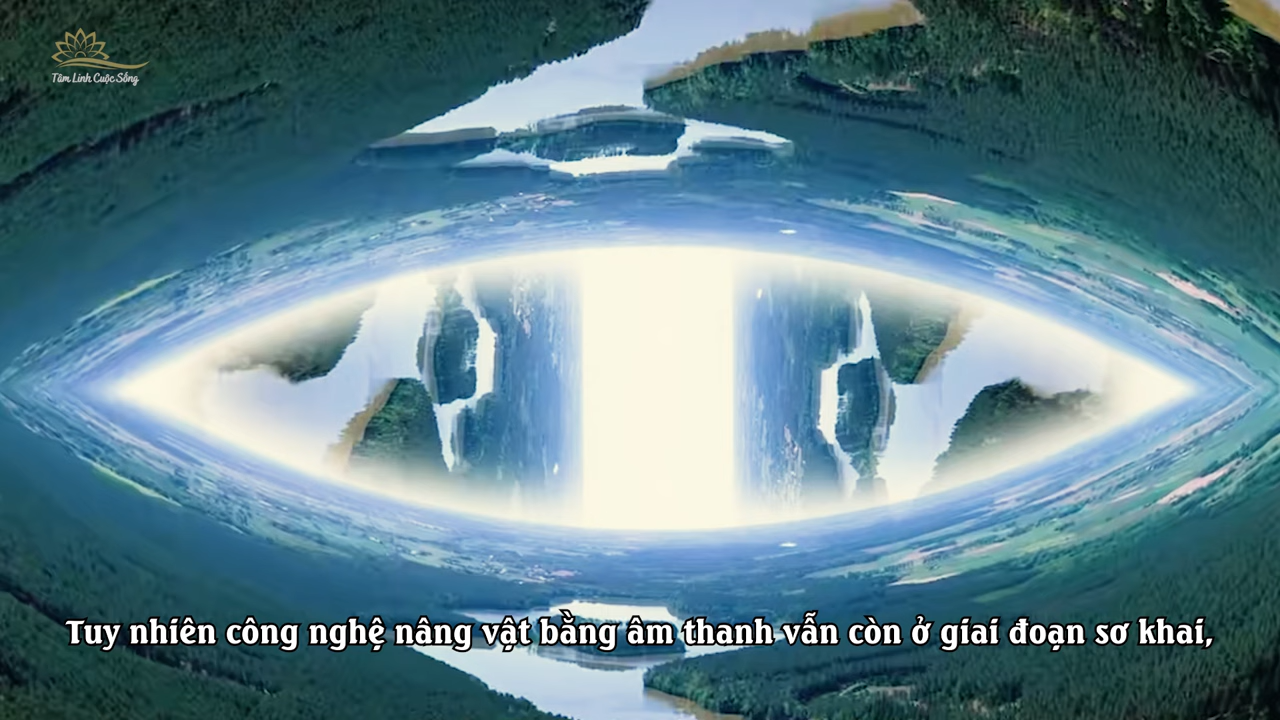 Tâm Linh Cuộc Sống
Tuy nhiên công nghệ nâng vật bằng âm thanh vẫn còn ở giai đoạn sơ khai,